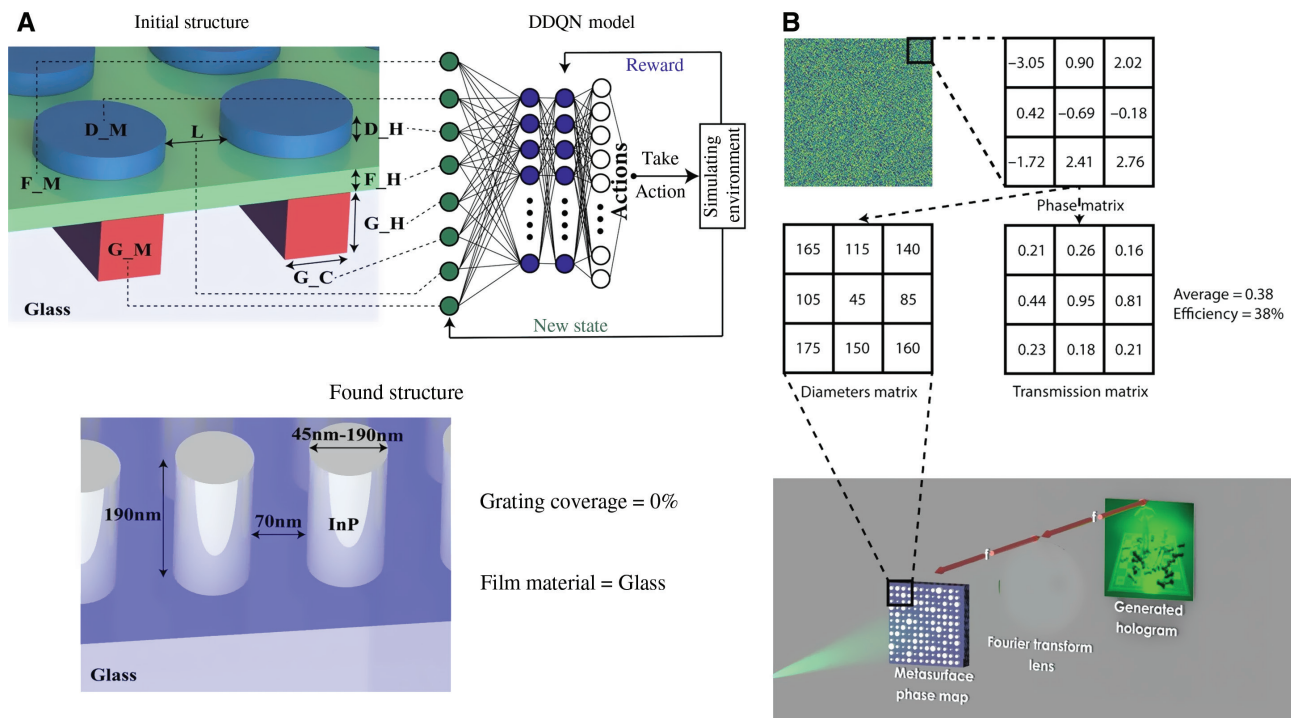 A
Initial structure
DDQN model
D_M
L
D_H
F_M
F_H
G_H
G_M
G_C
Glass
Reward
Actions
Take
Action
Simulating
environment
New state
Found structure
45nm-190nm
190nm
70nm
InP
Glass
Grating coverage = 0%
Film material = Glass
B
−3.05 0.90 2.02
0.42 −0.69 −0.18
−1.72 2.41 2.76
Phase matrix
165 115 140
105 45 85
175 150 160
Diameters matrix
0.21 0.26 0.16
0.44 0.95 0.81
0.23 0.18 0.21
Transmission matrix
Average = 0.38
Efficiency = 38%
f
f
Generated
hologram
Fourier transform
lens
Metasurface
phase map